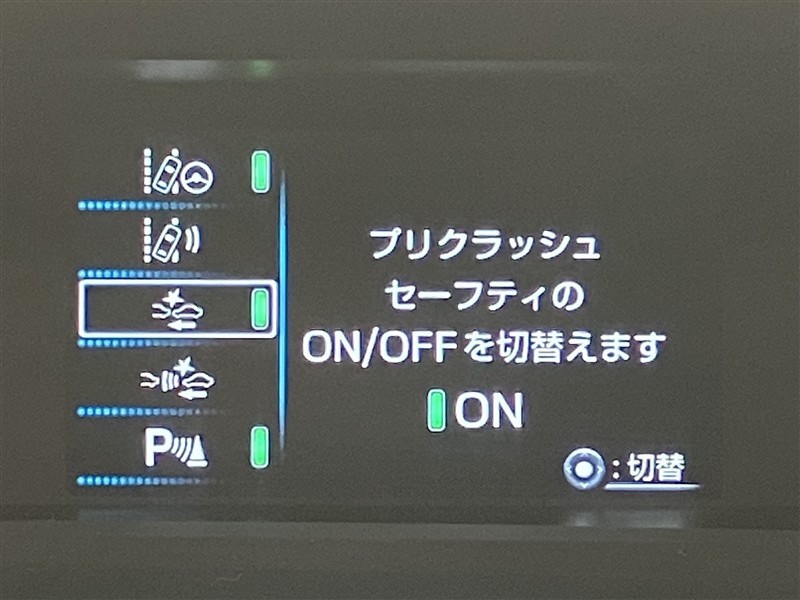 プリクラッシュ
セーフティの
ON/OFFを切替えます
ON
P
:切替